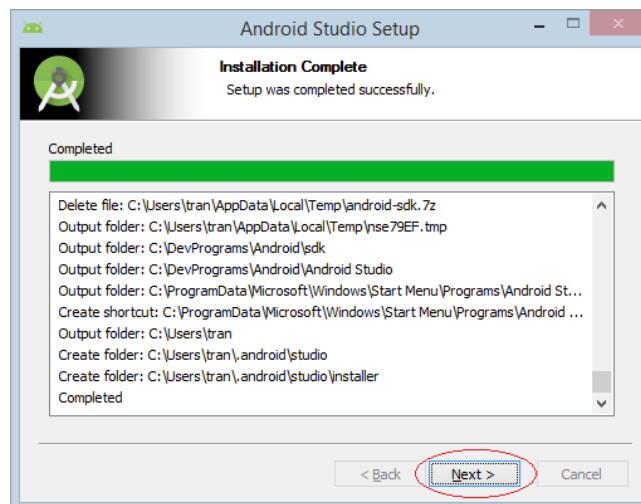 Android Studio Setup
Installation Complete
Setup was completed successfully.
Completed
Delete file: C:\Users\tran\AppData\Local\Temp\android-sdk.7z
Output folder: C:\Users\tran\AppData\Local\Temp\nse79EF.tmp
Output folder: C:\DevPrograms\Android\sdk
Output folder: C:\DevPrograms\Android\Android Studio
Output folder: C:\ProgramData\Microsoft\Windows\Start Menu\Programs\Android St...
Create shortcut: C:\ProgramData\Microsoft\Windows\Start Menu\Programs\Android ...
Output folder: C:\Users\tran
Create folder: C:\Users\tran\.android\studio
Create folder: C:\Users\tran\.android\studio\installer
Completed
< Back Next > Cancel